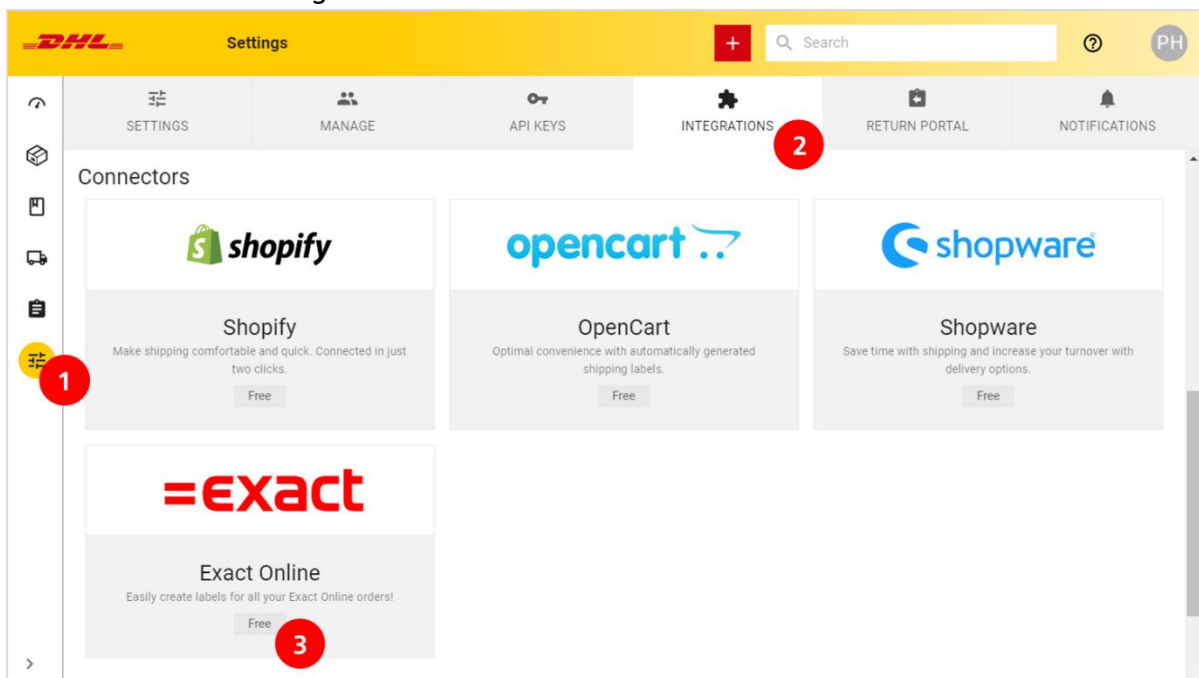 DHL
Settings
+
Search
?
PH
SETTINGS
MANAGE
API KEYS
INTEGRATIONS
RETURN PORTAL
NOTIFICATIONS
2
Connectors
shopify
opencart
shopware
Shopify
Make shipping comfortable and quick. Connected in just
two clicks.
Free
OpenCart
Optimal convenience with automatically generated
shipping labels.
Free
Shopware
Save time with shipping and increase your turnover with
delivery options.
Free
1
=exact
Exact Online
Easily create labels for all your Exact Online orders!
Free
3